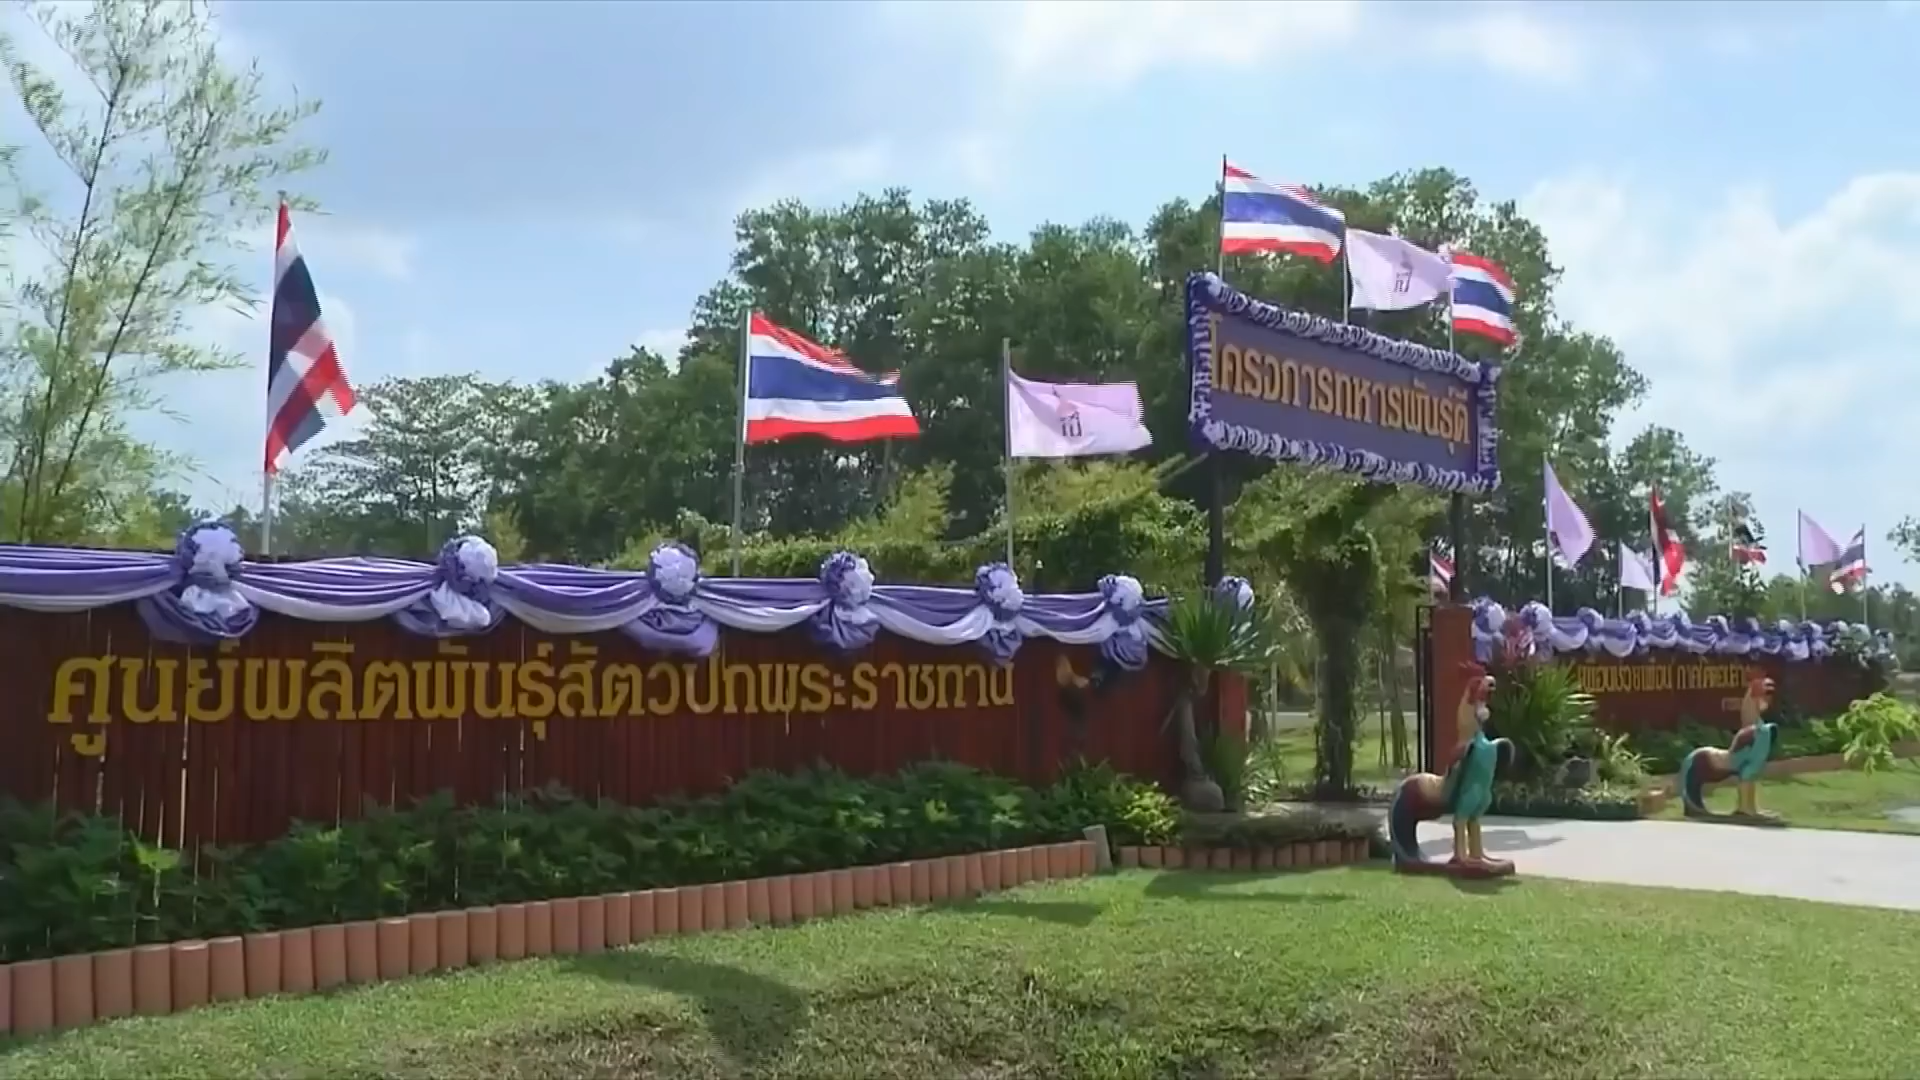 โครงการทหารพันธุ์ดี
ศูนย์ผลิตพันธุ์สัตว์ปีกพระราชทาน